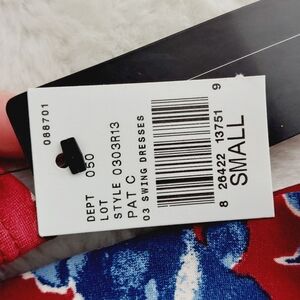 088701
DEPT 050
LOT
STYLE 0303R13
PAT C
03 SWING DRESSES
8 26422 13751 9
SMALL